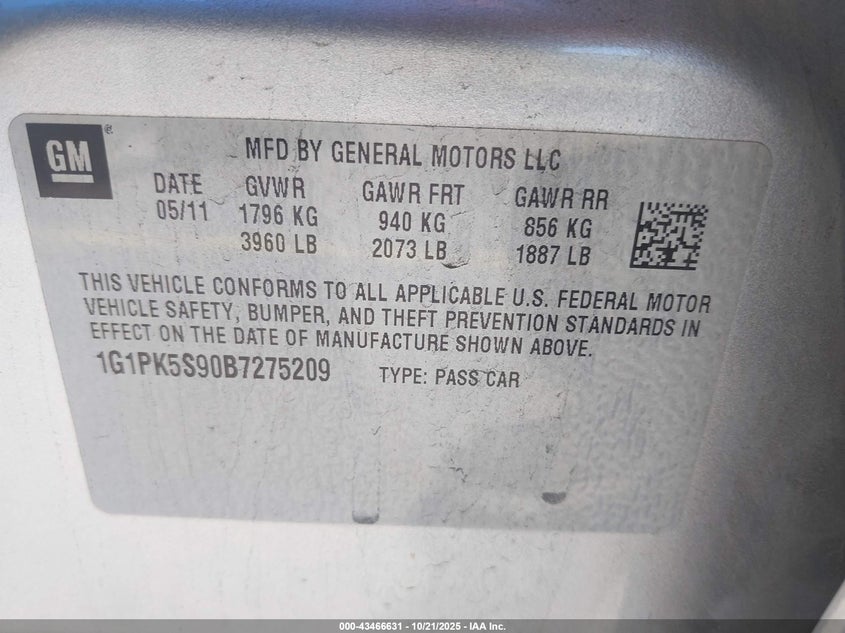 GM
MFD BY GENERAL MOTORS LLC
DATE GVWR GAWR FRT GAWR RR
05/11 1796 KG 940 KG 856 KG
3960 LB 2073 LB 1887 LB
THIS VEHICLE CONFORMS TO ALL APPLICABLE U.S. FEDERAL MOTOR
VEHICLE SAFETY, BUMPER, AND THEFT PREVENTION STANDARDS IN
EFFECT ON THE DATE OF MANUFACTURE SHOWN ABOVE.
1G1PK5S90B7275209 TYPE: PASS CAR
000-43466631 - 10/21/2025 - IAA Inc.